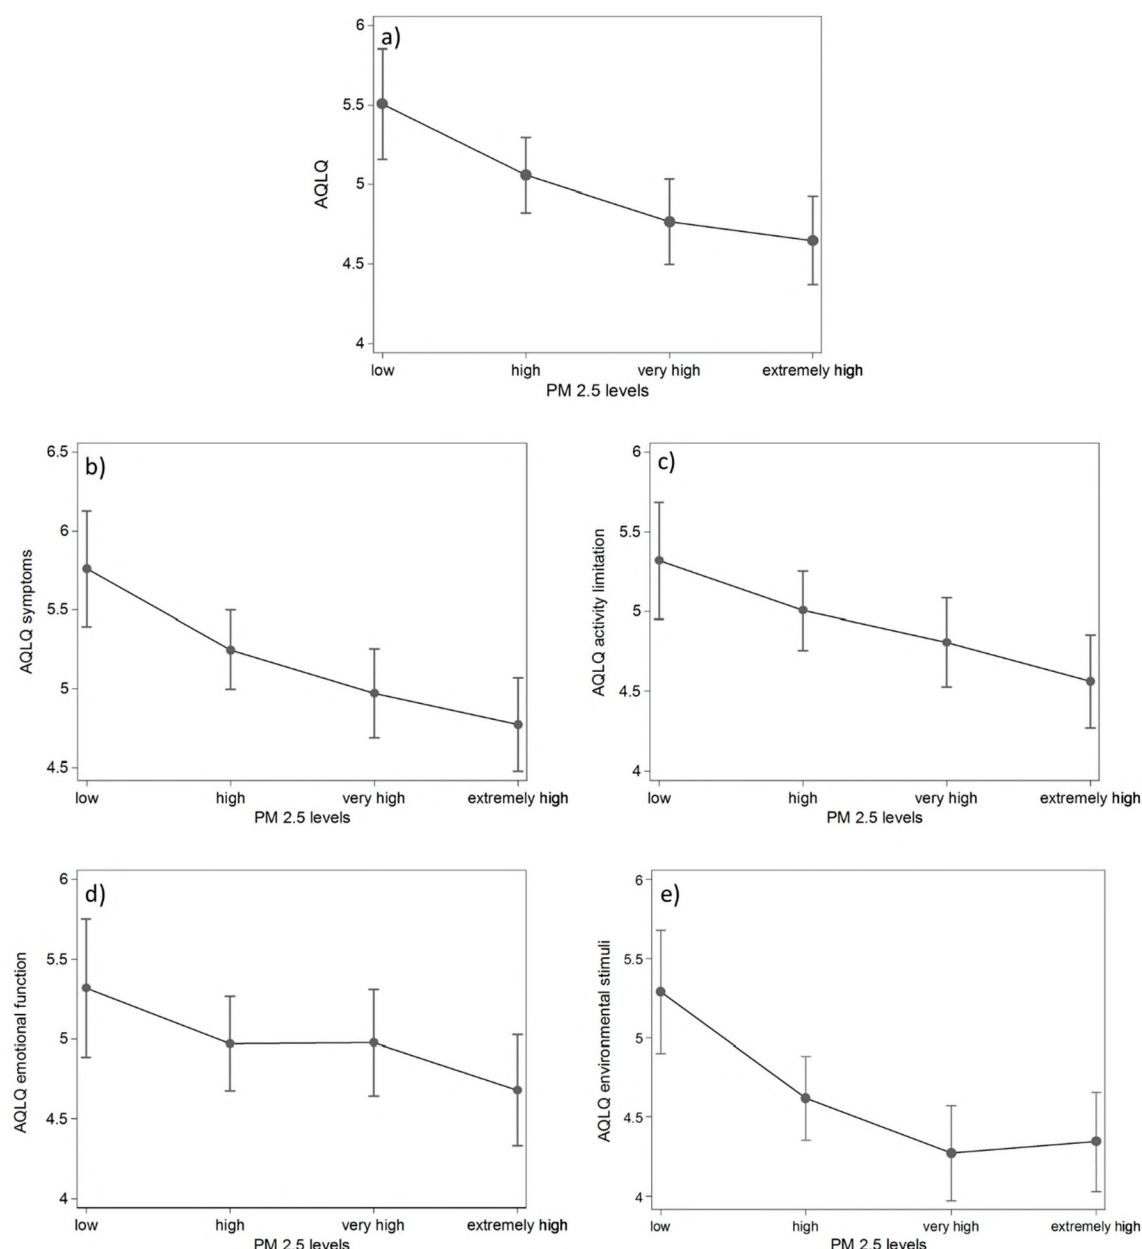 a)
6
5.5
5
4.5
4
AQLQ
low high very high extremely high
PM 2.5 levels
b)
6.5
6
5.5
5
4.5
AQLQ symptoms
low high very high extremely high
PM 2.5 levels
c)
6
5.5
5
4.5
4
AQLQ activity limitation
low high very high extremely high
PM 2.5 levels
d)
6
5.5
5
4.5
4
AQLQ emotional function
low high very high extremely high
PM 2.5 levels
e)
6
5.5
5
4.5
4
AQLQ environmental stimuli
low high very high extremely high
PM 2.5 levels